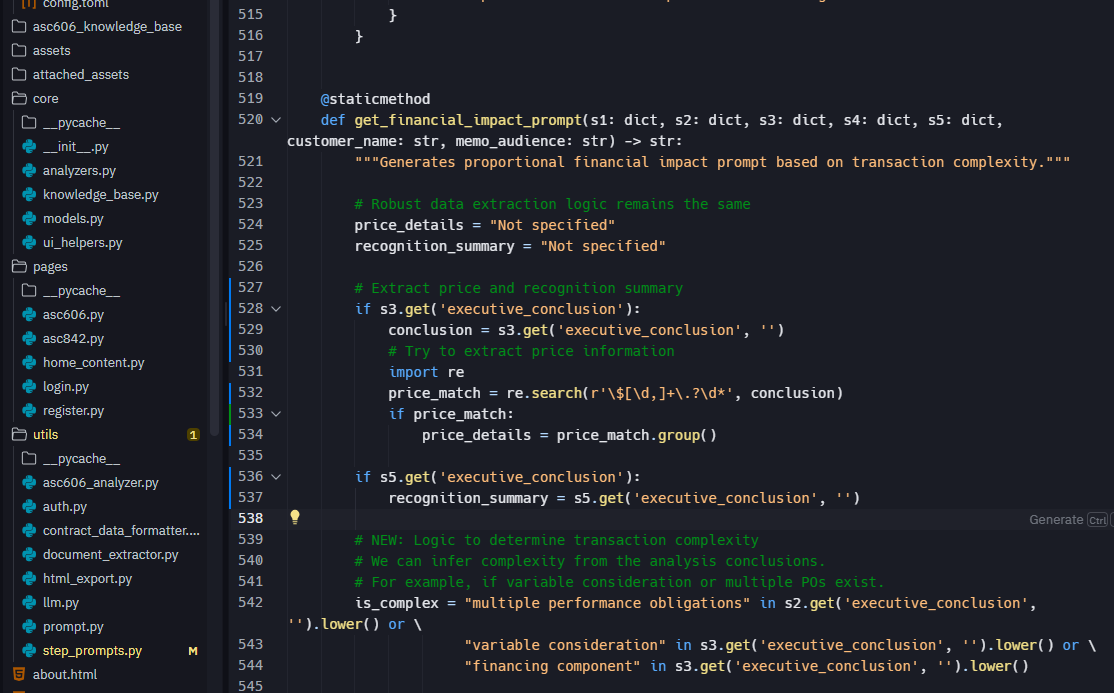 config.toml
asc606_knowledge_base
assets
attached_assets
core
__pycache__
__init__.py
analyzers.py
knowledge_base.py
models.py
ui_helpers.py
pages
__pycache__
asc606.py
asc842.py
home_content.py
login.py
register.py
utils 1
__pycache__
asc606_analyzer.py
auth.py
contract_data_formatter....
document_extractor.py
html_export.py
llm.py
prompt.py
step_prompts.py M
about.html
515 }
516 }
517
518
519 @staticmethod
520 def get_financial_impact_prompt(s1: dict, s2: dict, s3: dict, s4: dict, s5: dict,
customer_name: str, memo_audience: str) -> str:
521 """Generates proportional financial impact prompt based on transaction complexity."""
522
523 # Robust data extraction logic remains the same
524 price_details = "Not specified"
525 recognition_summary = "Not specified"
526
527 # Extract price and recognition summary
528 if s3.get('executive_conclusion'):
529 conclusion = s3.get('executive_conclusion', '')
530 # Try to extract price information
531 import re
532 price_match = re.search(r'\$[\d,]+\.?\d*', conclusion)
533 if price_match:
534 price_details = price_match.group()
535
536 if s5.get('executive_conclusion'):
537 recognition_summary = s5.get('executive_conclusion', '')
538 Generate Ctrl
539 # NEW: Logic to determine transaction complexity
540 # We can infer complexity from the analysis conclusions.
541 # For example, if variable consideration or multiple POs exist.
542 is_complex = "multiple performance obligations" in s2.get('executive_conclusion',
'').lower() or \
543 "variable consideration" in s3.get('executive_conclusion', '').lower() or \
544 "financing component" in s3.get('executive_conclusion', '').lower()
545